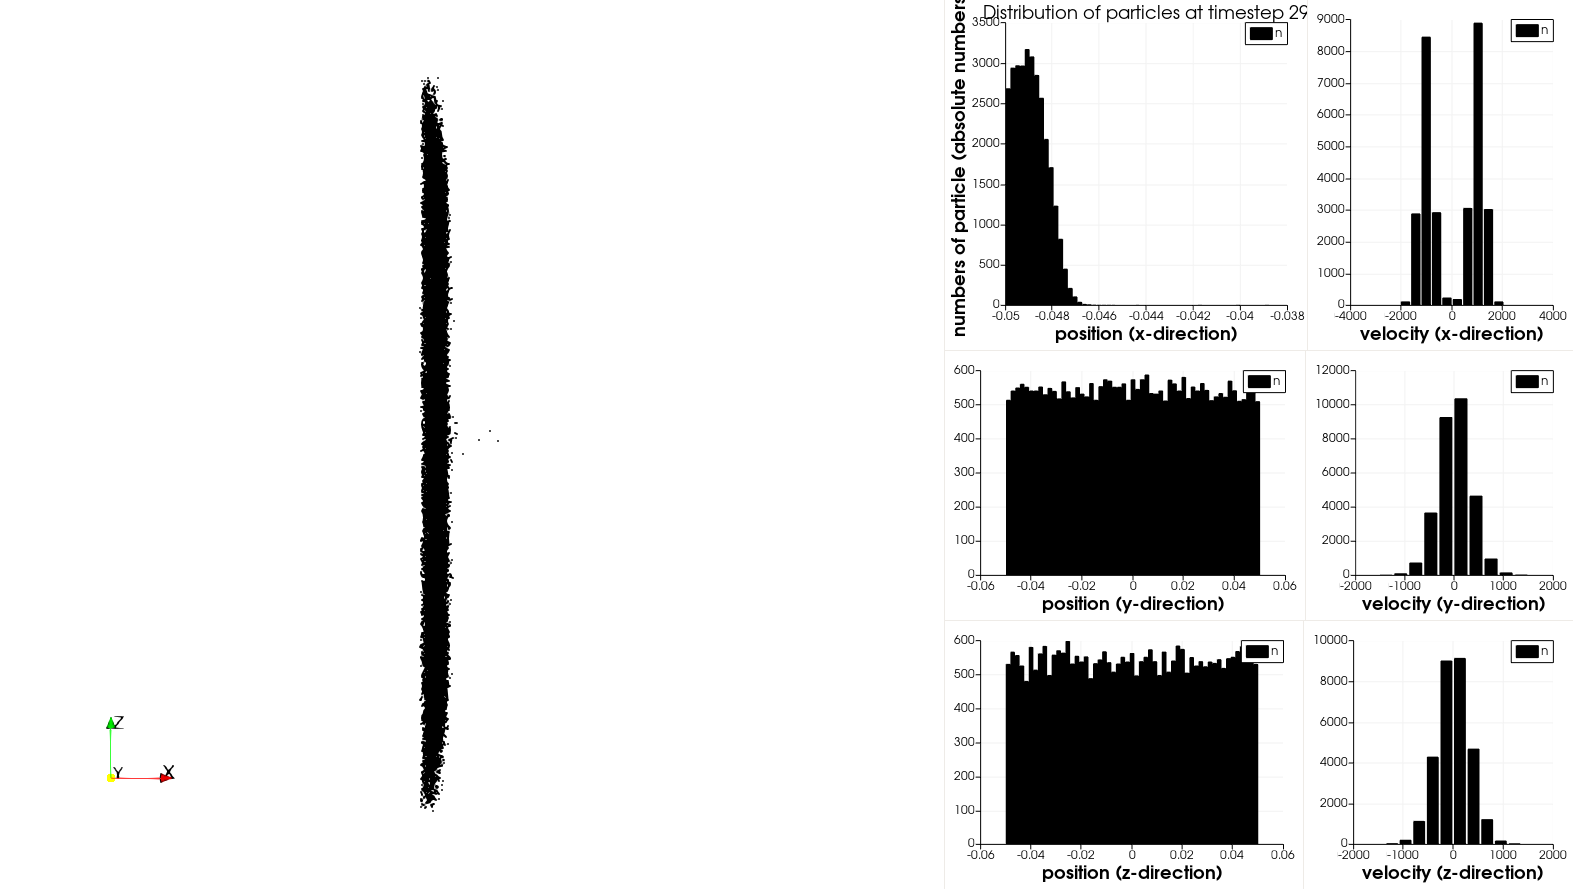 Distribution of particles at timestep 29
numbers of particle (absolute numbers
3500
3000
2500
2000
1500
1000
500
0
-0.05 -0.048 -0.046 -0.044 -0.042 -0.04 -0.038
position (x-direction)
n
9000
8000
7000
6000
5000
4000
3000
2000
1000
0
-4000 -2000 0 2000 4000
velocity (x-direction)
n
600
500
400
300
200
100
0
-0.06 -0.04 -0.02 0 0.02 0.04 0.06
position (y-direction)
n
12000
10000
8000
6000
4000
2000
0
-2000 -1000 0 1000 2000
velocity (y-direction)
n
600
500
400
300
200
100
0
-0.06 -0.04 -0.02 0 0.02 0.04 0.06
position (z-direction)
n
10000
8000
6000
4000
2000
0
-2000 -1000 0 1000 2000
velocity (z-direction)
n
Z
Y X